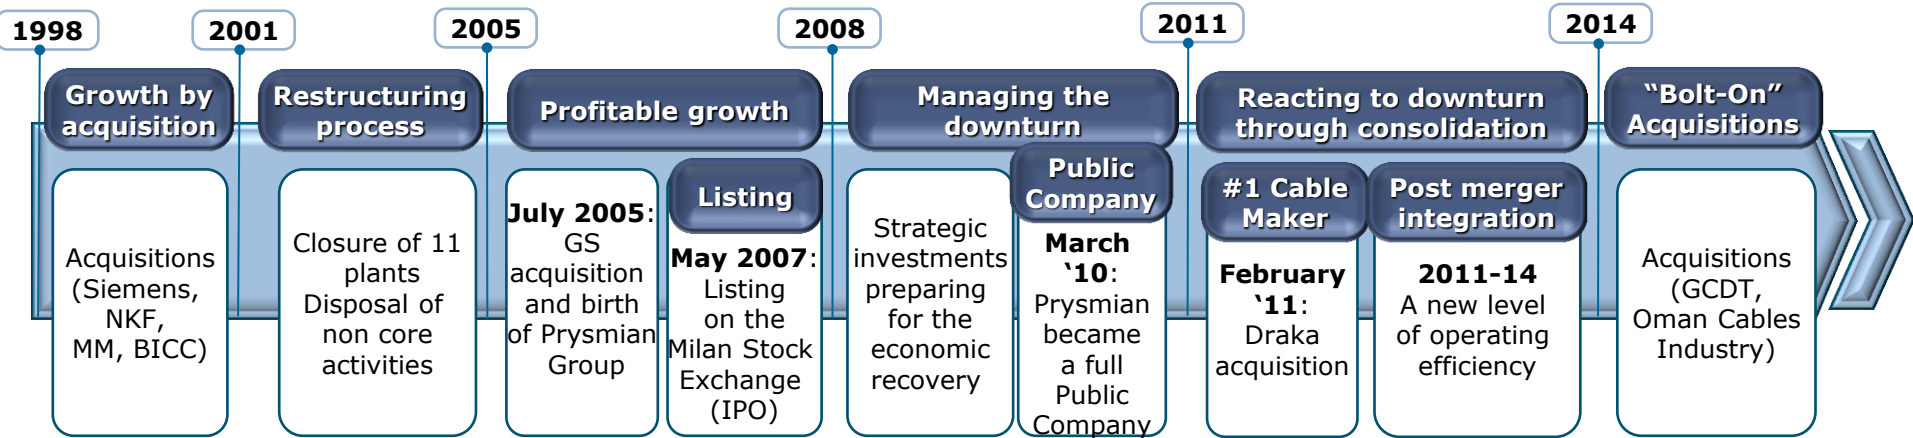 1998
2001
2005
2008
2011
2014
Growth by
acquisition
Acquisitions
(Siemens,
NKF,
MM, BICC)
Restructuring
process
Closure of 11
plants
Disposal of
non core
activities
Profitable growth
July 2005:
GS
acquisition
and birth
of Prysmian
Group
Listing
May 2007:
Listing
on the
Milan Stock
Exchange
(IPO)
Managing the
downturn
Strategic
investments
preparing
for the
economic
recovery
Public
Company
March
‘10:
Prysmian
became
a full
Public
Company
Reacting to downturn
through consolidation
#1 Cable
Maker
February
‘11:
Draka
acquisition
Post merger
integration
2011-14
A new level
of operating
efficiency
“Bolt-On”
Acquisitions
Acquisitions
(GCDT,
Oman Cables
Industry)